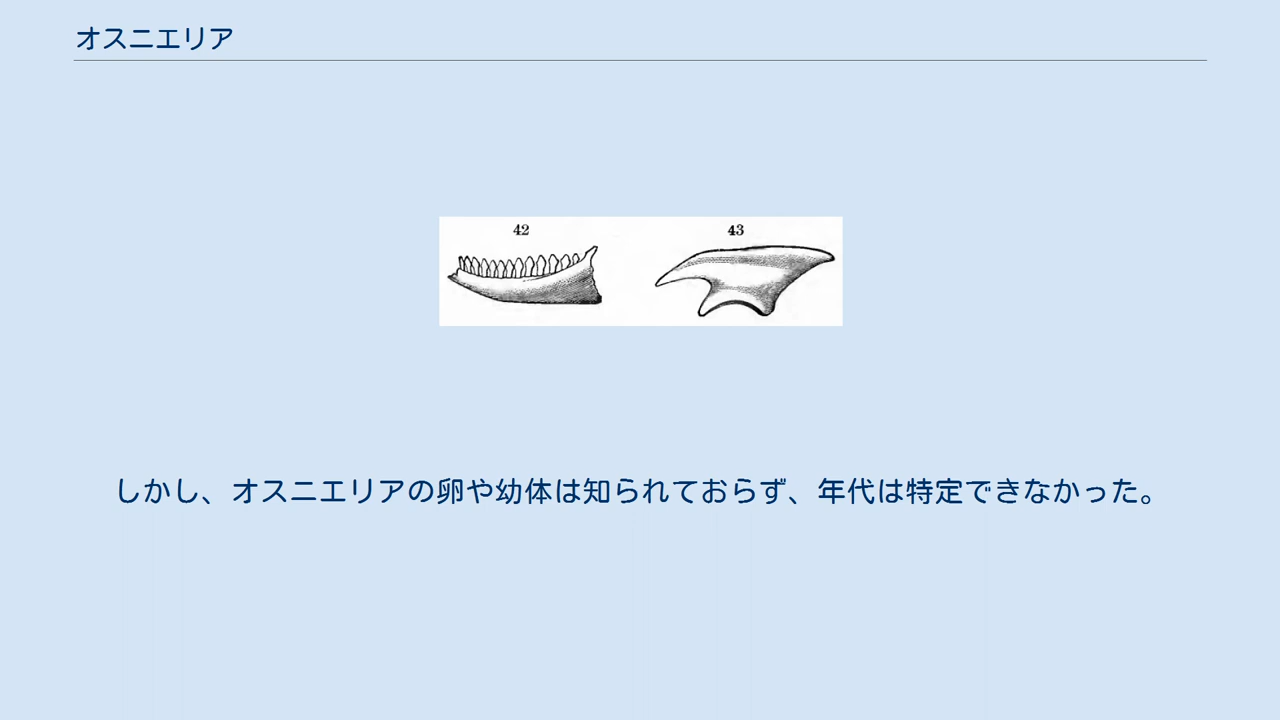 オスニエリア
42 43
しかし、オスニエリアの卵や幼体は知られておらず、年代は特定できなかった。